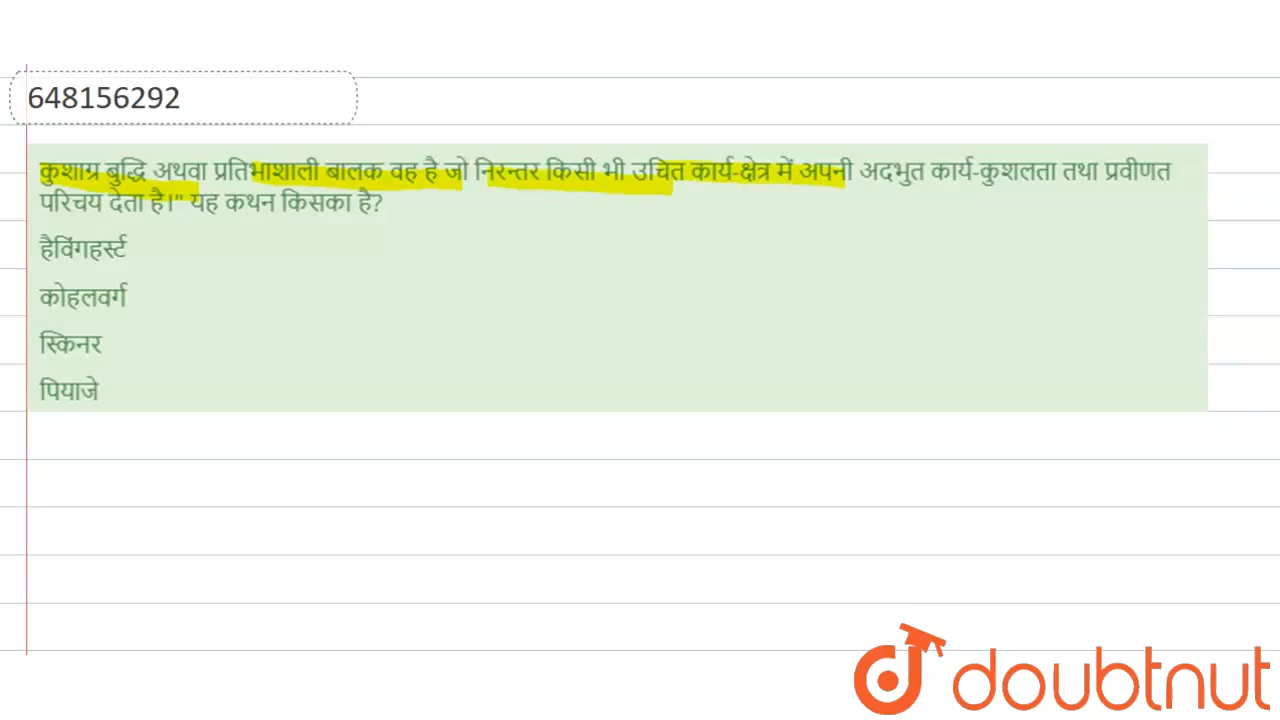 648156292
कुशाग्र बुद्धि अथवा प्रतिभाशाली बालक वह है जो निरन्तर किसी भी उचित कार्य-क्षेत्र में अपनी अदभुत कार्य-कुशलता तथा प्रवीणत
परिचय देता है।" यह कथन किसका है?
हैविंगहर्स्ट
कोहलवर्ग
स्किनर
पियाजे
doubtnut